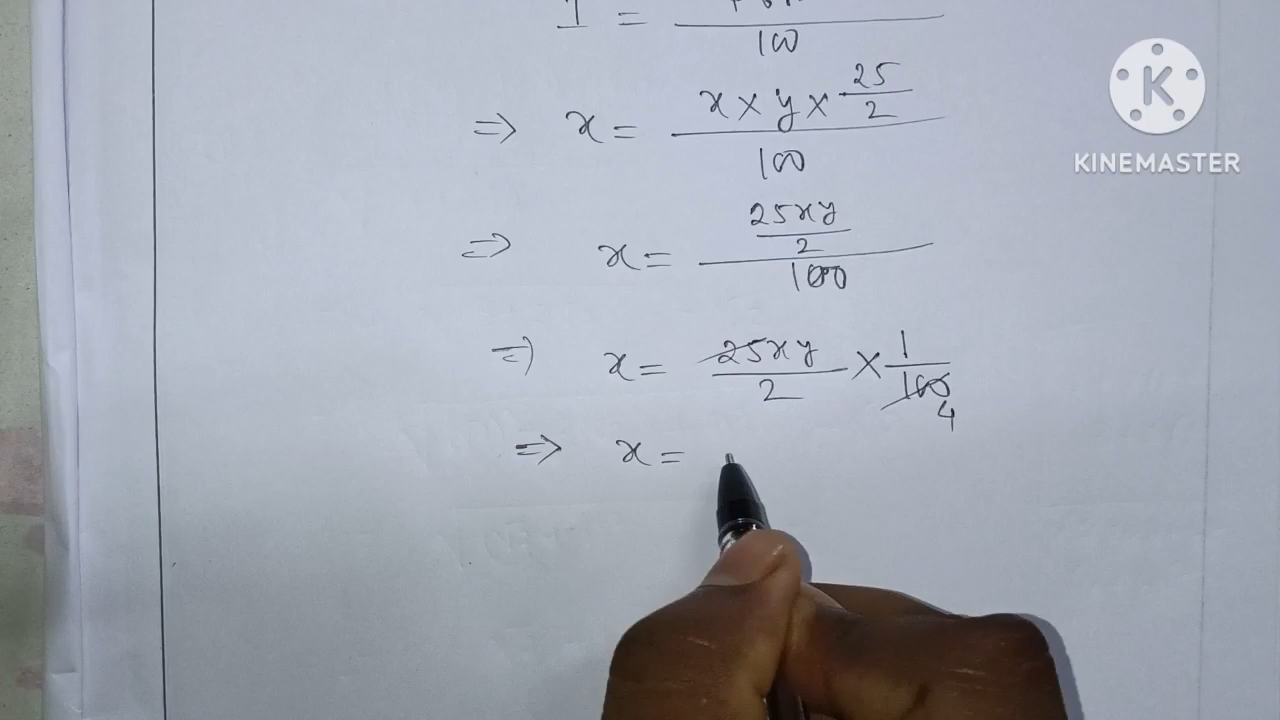 I = 100
⇒ x = x × y × 25/2 / 100
⇒ x = 25xy/2 / 100
⇒ x = 25xy/2 × 1/100 4
⇒ x =
K
KINEMASTER